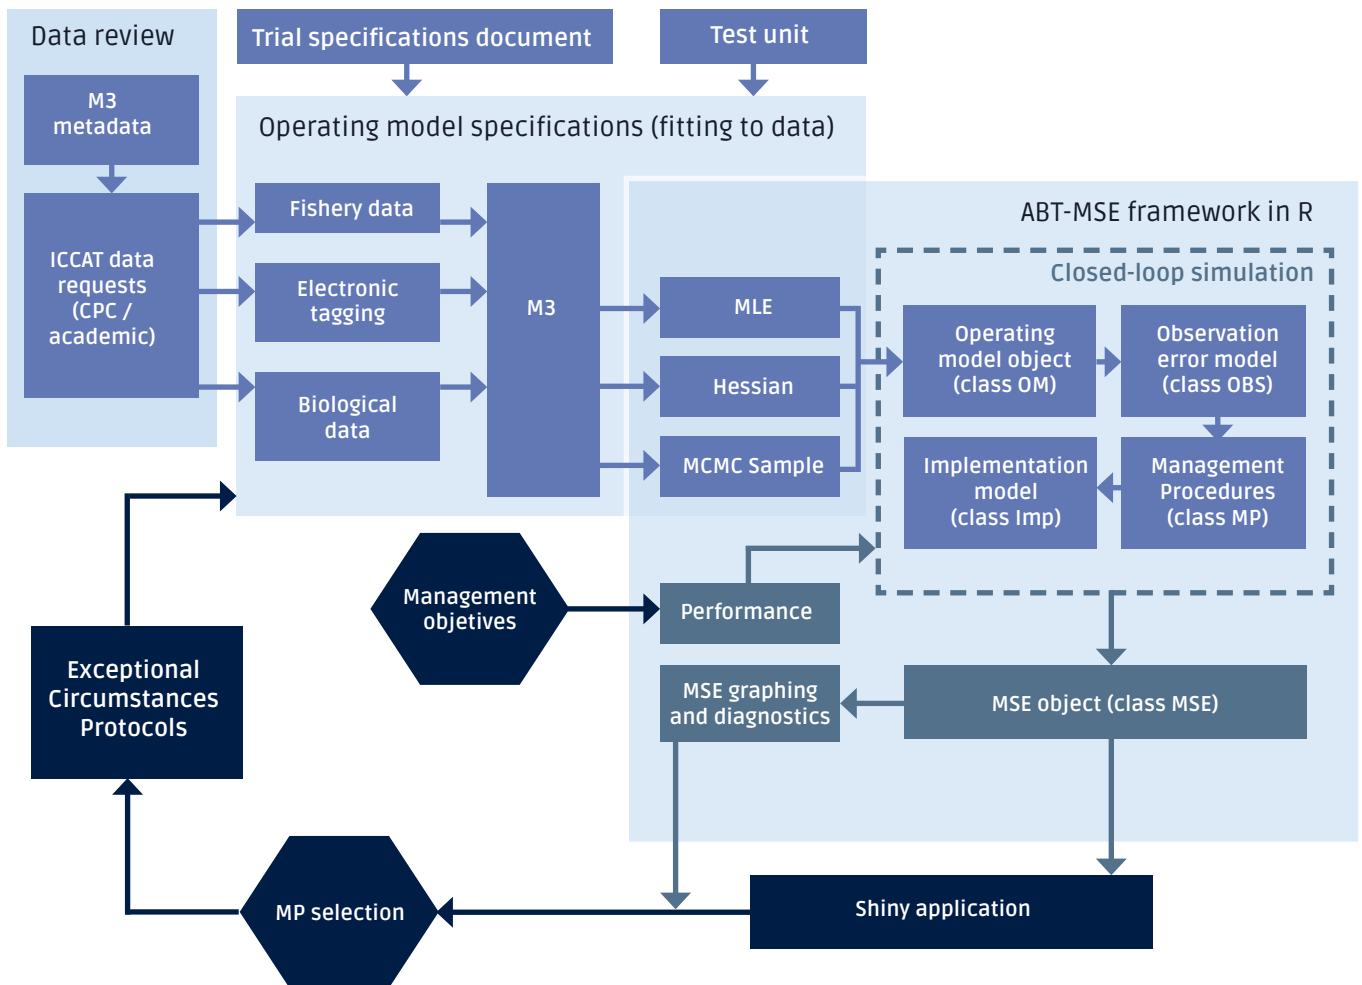 Data review
Trial specifications document
Test unit
M3
metadata
Operating model specifications (fitting to data)
ICCAT data
requests
(CPC /
academic)
Fishery data
Electronic
tagging
Biological
data
M3
MLE
Hessian
MCMC Sample
ABT-MSE framework in R
Closed-loop simulation
Operating
model object
(class OM)
Observation
error model
(class OBS)
Implementation
model
(class Imp)
Management
Procedures
(class MP)
Management
objetives
Performance
Exceptional
Circumstances
Protocols
MSE graphing
and diagnostics
MSE object (class MSE)
MP selection
Shiny application